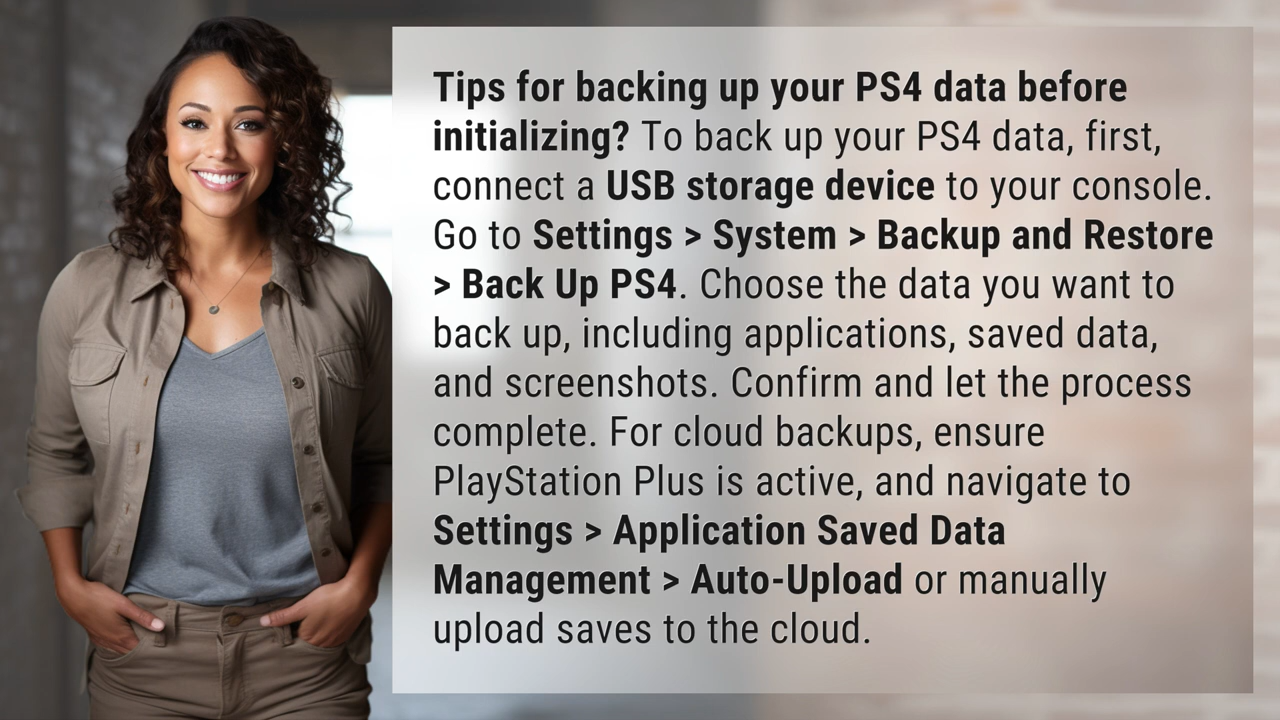 Tips for backing up your PS4 data before
initializing? To back up your PS4 data, first,
connect a USB storage device to your console.
Go to Settings > System > Backup and Restore
> Back Up PS4. Choose the data you want to
back up, including applications, saved data,
and screenshots. Confirm and let the process
complete. For cloud backups, ensure
PlayStation Plus is active, and navigate to
Settings > Application Saved Data
Management > Auto-Upload or manually
upload saves to the cloud.